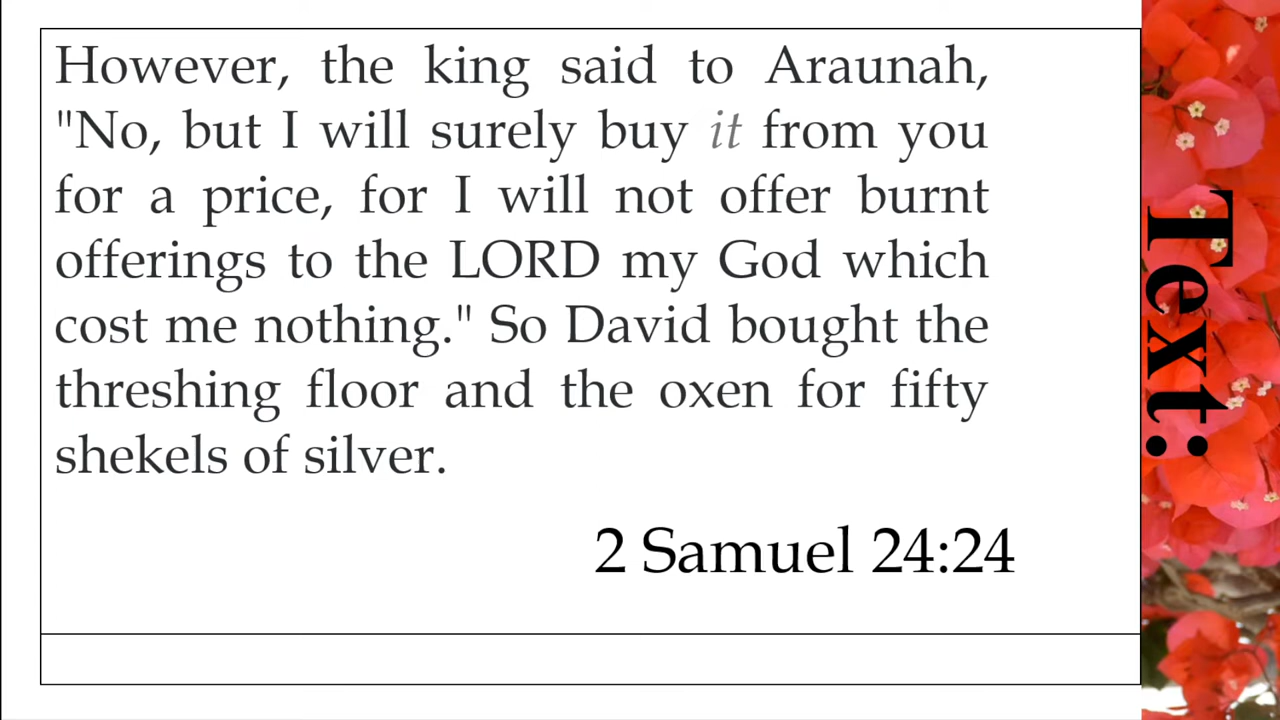 However, the king said to Araunah,
"No, but I will surely buy it from you
for a price, for I will not offer burnt
offerings to the LORD my God which
cost me nothing." So David bought the
threshing floor and the oxen for fifty
shekels of silver.
2 Samuel 24:24
Text: